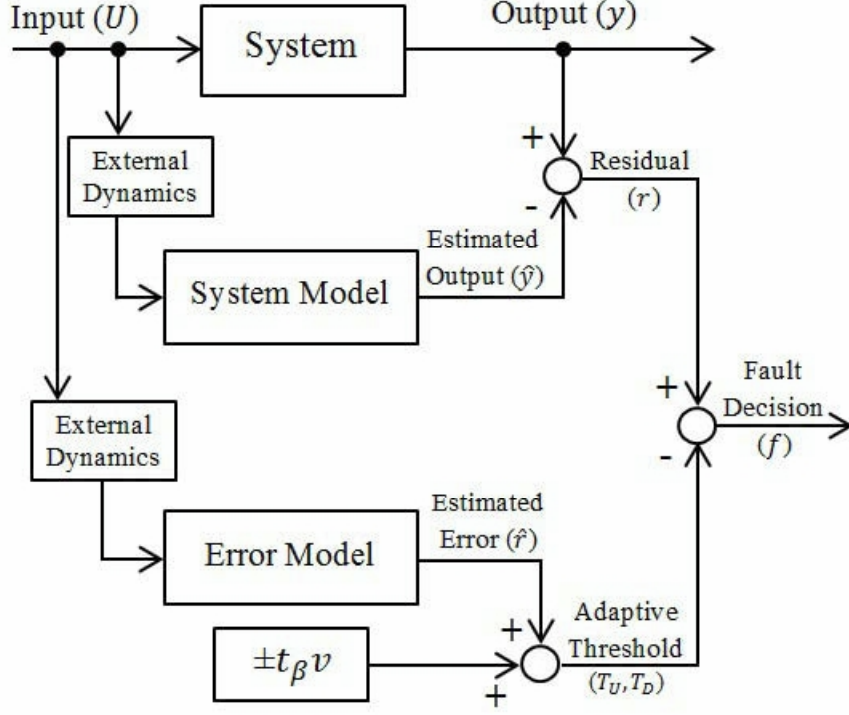 Input (U)
Output (y)
System
External
Dynamics
+
Residual
(r)
-
Estimated
Output (ŷ)
System Model
Fault
Decision
(f)
+
-
External
Dynamics
Estimated
Error (r̂)
Error Model
Adaptive
Threshold
(T_U, T_D)
+
±t_βv
+